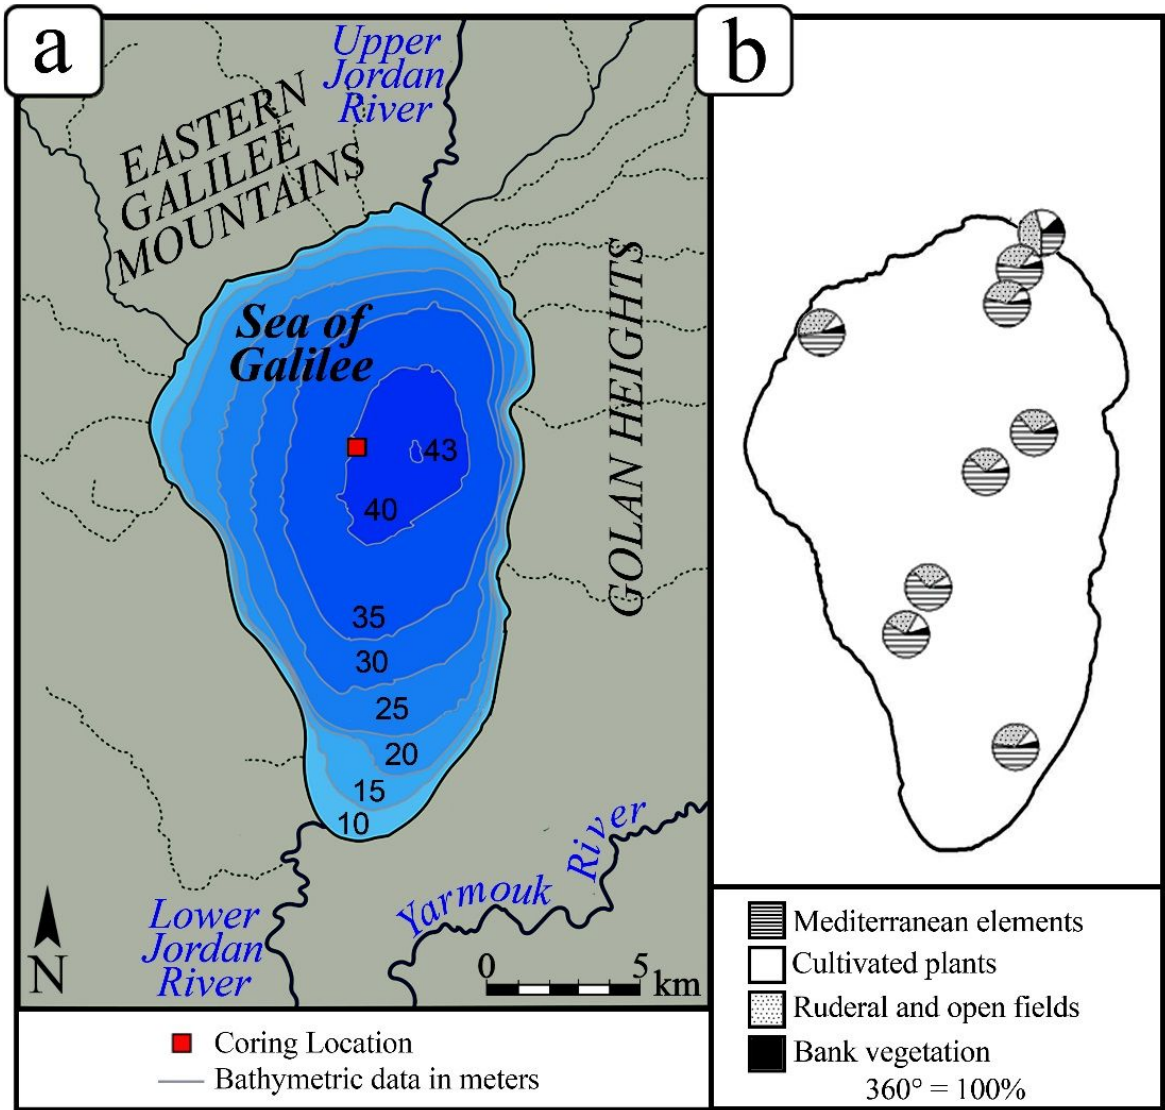 a
Upper
Jordan
River
EASTERN
GALILEE
MOUNTAINS
Sea of
Galilee
GOLAN HEIGHTS
43
40
35
30
25
20
15
10
Yarmouk River
Lower
Jordan
River
N
0 5 km
Coring Location
Bathymetric data in meters
b
Mediterranean elements
Cultivated plants
Ruderal and open fields
Bank vegetation
360° = 100%